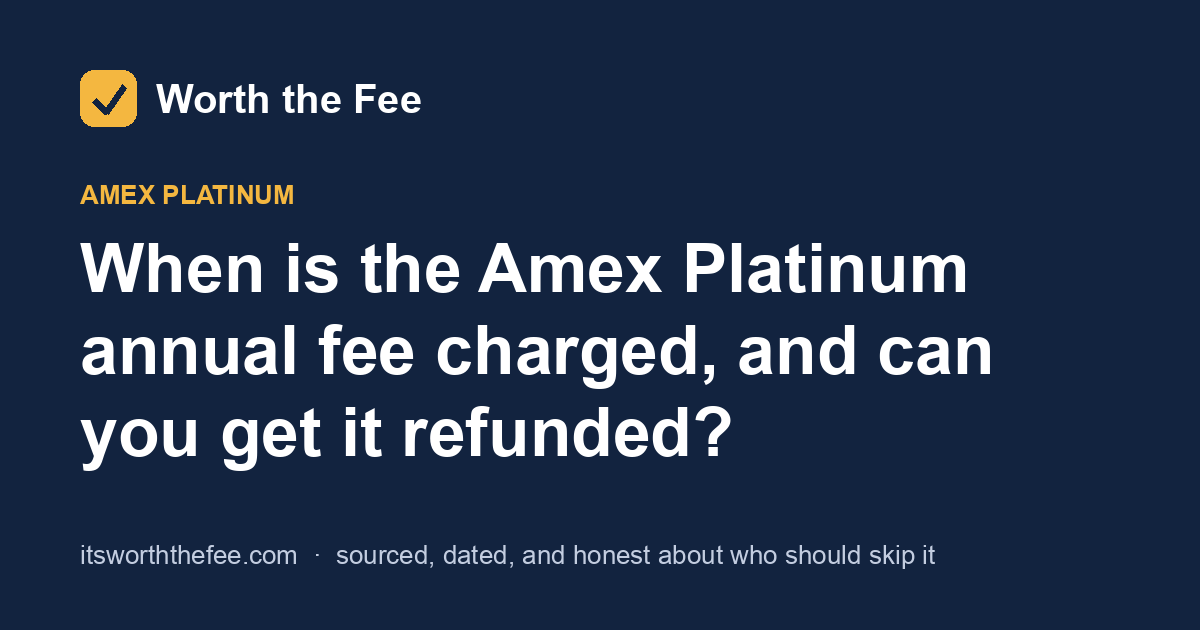 Worth the Fee
AMEX PLATINUM
When is the Amex Platinum
annual fee charged, and can
you get it refunded?
itsworththefee.com · sourced, dated, and honest about who should skip it